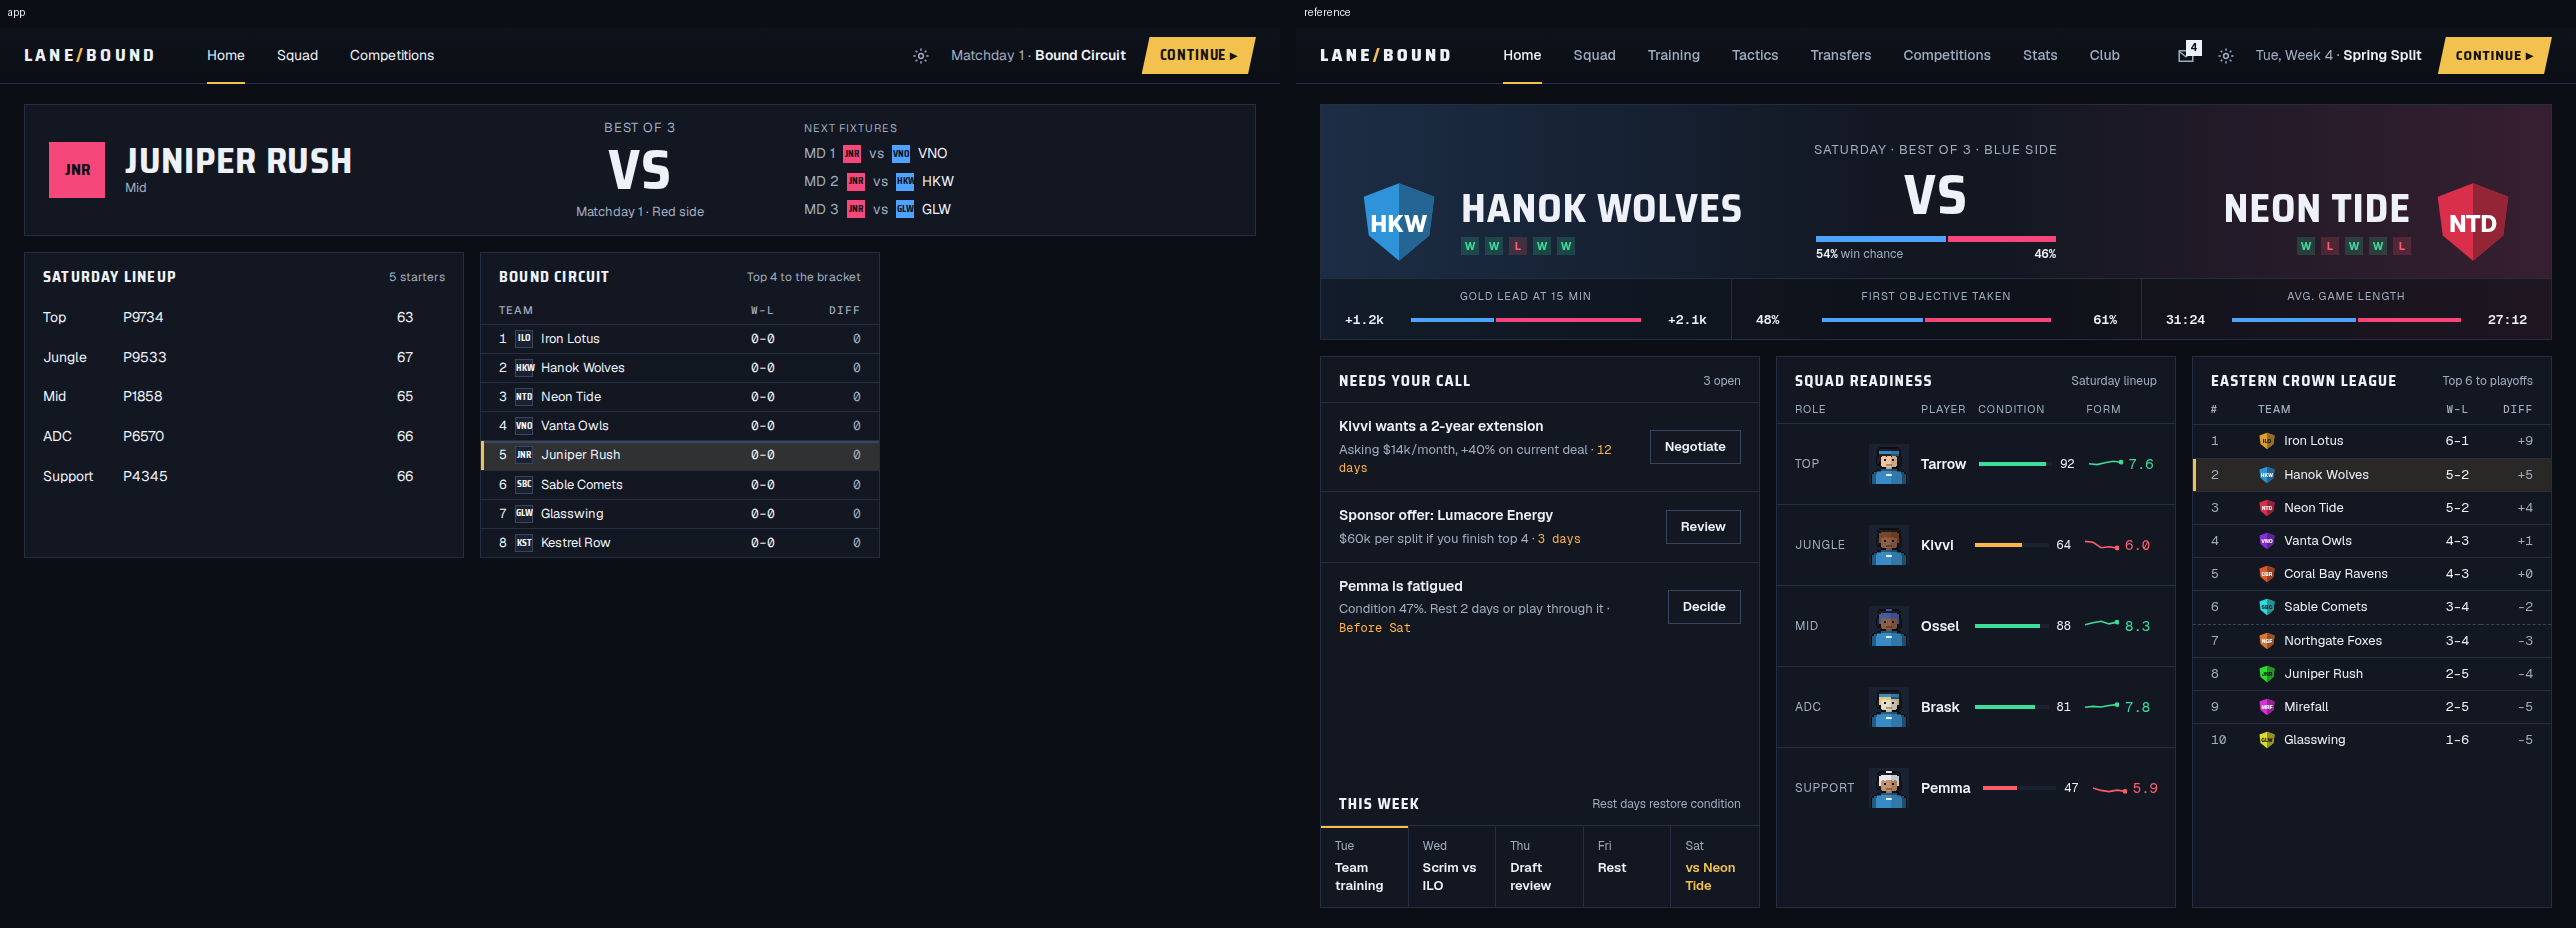 app
LANE/BOUND Home Squad Competitions Matchday 1 · Bound Circuit CONTINUE ▸
JNR JUNIPER RUSH
Mid
BEST OF 3
VS
Matchday 1 · Red side
NEXT FIXTURES
MD 1 JNR vs VNO VNO
MD 2 JNR vs HKW HKW
MD 3 JNR vs GLW GLW
SATURDAY LINEUP 5 starters
Top P9734 63
Jungle P9533 67
Mid P1858 65
ADC P6570 66
Support P4345 66
BOUND CIRCUIT Top 4 to the bracket
TEAM W-L DIFF
1 ILO Iron Lotus 0-0 0
2 HKW Hanok Wolves 0-0 0
3 NTD Neon Tide 0-0 0
4 VNO Vanta Owls 0-0 0
5 JNR Juniper Rush 0-0 0
6 SBC Sable Comets 0-0 0
7 GLW Glasswing 0-0 0
8 KST Kestrel Row 0-0 0
reference
LANE/BOUND Home Squad Training Tactics Transfers Competitions Stats Club 4 Tue, Week 4 · Spring Split CONTINUE ▸
HKW HANOK WOLVES
W W L W W
SATURDAY · BEST OF 3 · BLUE SIDE
VS
54% win chance 46%
NEON TIDE NTD
W L W W L
GOLD LEAD AT 15 MIN
+1.2k +2.1k
FIRST OBJECTIVE TAKEN
48% 61%
AVG. GAME LENGTH
31:24 27:12
NEEDS YOUR CALL 3 open
Kivvi wants a 2-year extension
Asking $14k/month, +40% on current deal · 12
days
Negotiate
Sponsor offer: Lumacore Energy
$60k per split if you finish top 4 · 3 days
Review
Pemma is fatigued
Condition 47%. Rest 2 days or play through it ·
Before Sat
Decide
THIS WEEK Rest days restore condition
Tue
Team
training
Wed
Scrim vs
ILO
Thu
Draft
review
Fri
Rest
Sat
vs Neon
Tide
SQUAD READINESS Saturday lineup
ROLE PLAYER CONDITION FORM
TOP Tarrow 92 7.6
JUNGLE Kivvi 64 6.0
MID Ossel 88 8.3
ADC Brask 81 7.8
SUPPORT Pemma 47 5.9
EASTERN CROWN LEAGUE Top 6 to playoffs
# TEAM W-L DIFF
1 ILO Iron Lotus 6-1 +9
2 HKW Hanok Wolves 5-2 +5
3 NTD Neon Tide 5-2 +4
4 VNO Vanta Owls 4-3 +1
5 CBR Coral Bay Ravens 4-3 +0
6 SBC Sable Comets 3-4 -2
7 NGF Northgate Foxes 3-4 -3
8 JNR Juniper Rush 2-5 -4
9 MRF Mirefall 2-5 -5
10 GLW Glasswing 1-6 -5